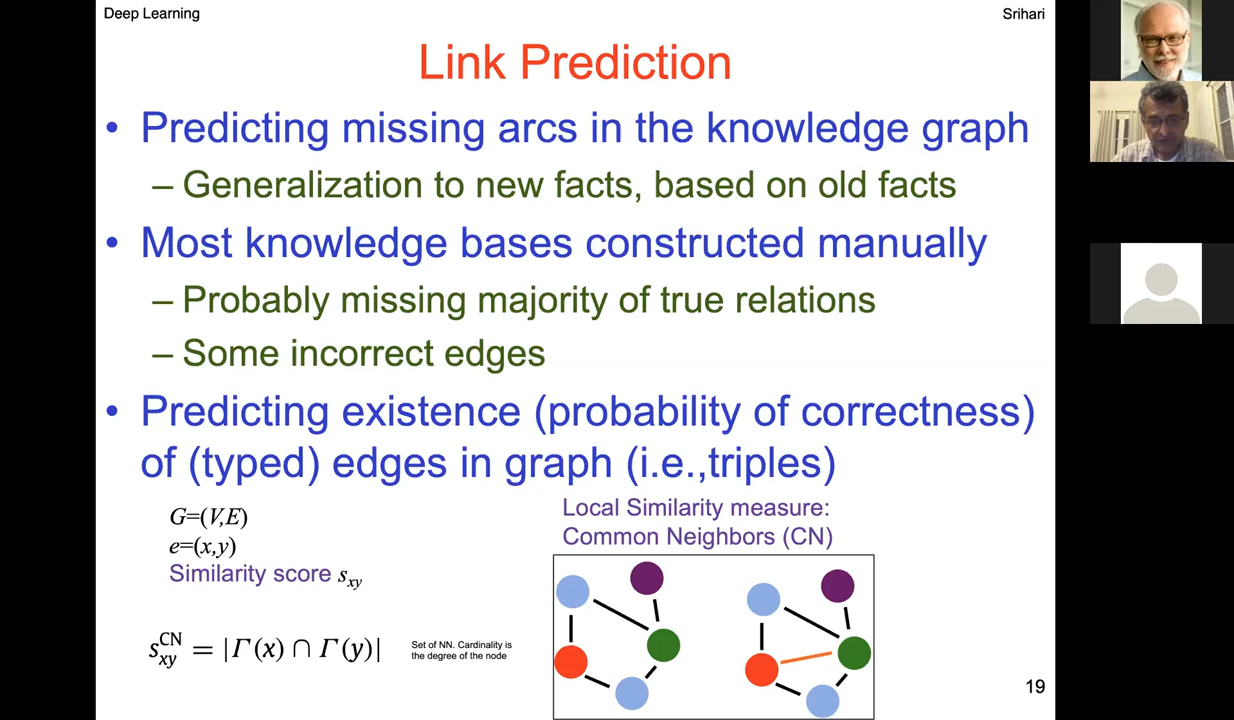 Deep Learning
Srihari
Link Prediction
• Predicting missing arcs in the knowledge graph
– Generalization to new facts, based on old facts
• Most knowledge bases constructed manually
– Probably missing majority of true relations
– Some incorrect edges
• Predicting existence (probability of correctness)
of (typed) edges in graph (i.e.,triples)
G=(V,E)
e=(x,y)
Similarity score sxy
sxyCN = |Γ(x) ∩ Γ(y)|
Set of NN. Cardinality is
the degree of the node
Local Similarity measure:
Common Neighbors (CN)
19